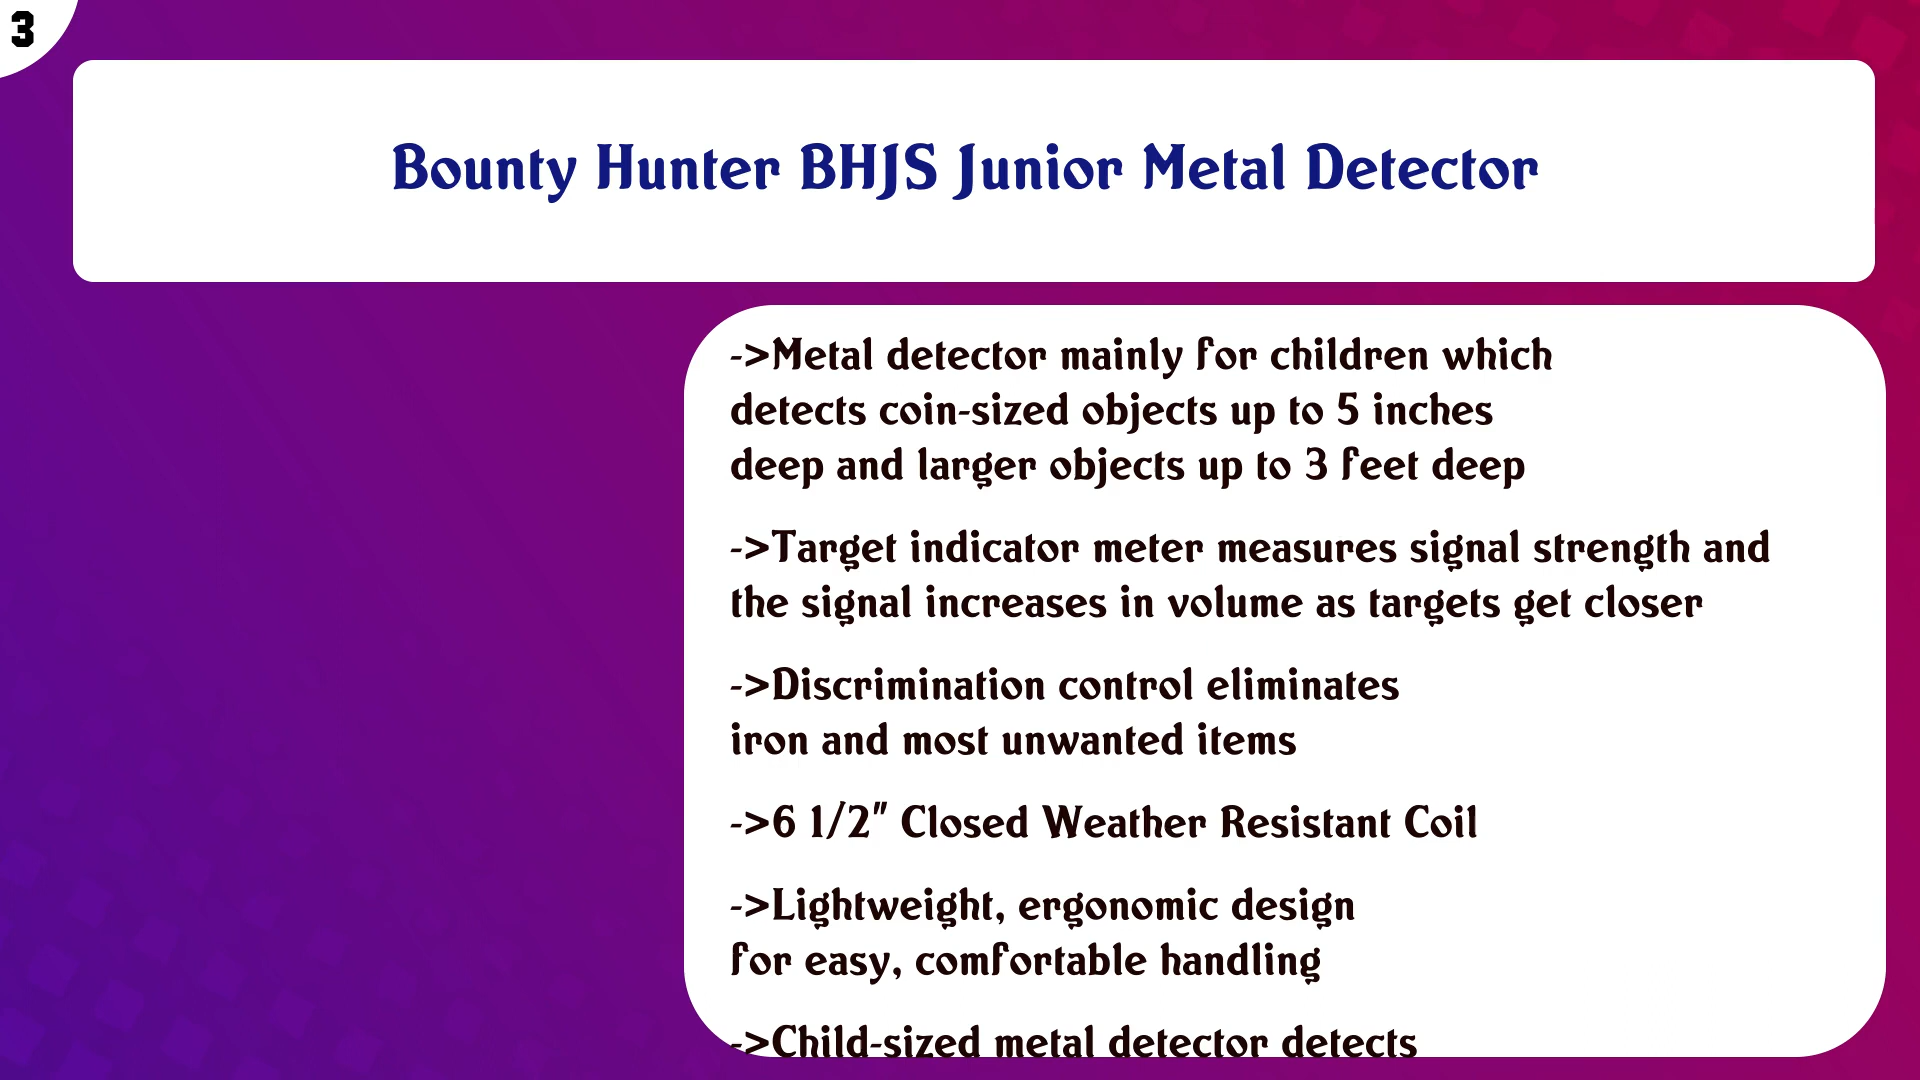 3
Bounty Hunter BHJS Junior Metal Detector
->Metal detector mainly for children which
detects coin-sized objects up to 5 inches
deep and larger objects up to 3 feet deep
->Target indicator meter measures signal strength and
the signal increases in volume as targets get closer
->Discrimination control eliminates
iron and most unwanted items
->6 1/2" Closed Weather Resistant Coil
->Lightweight, ergonomic design
for easy, comfortable handling
->Child-sized metal detector detects